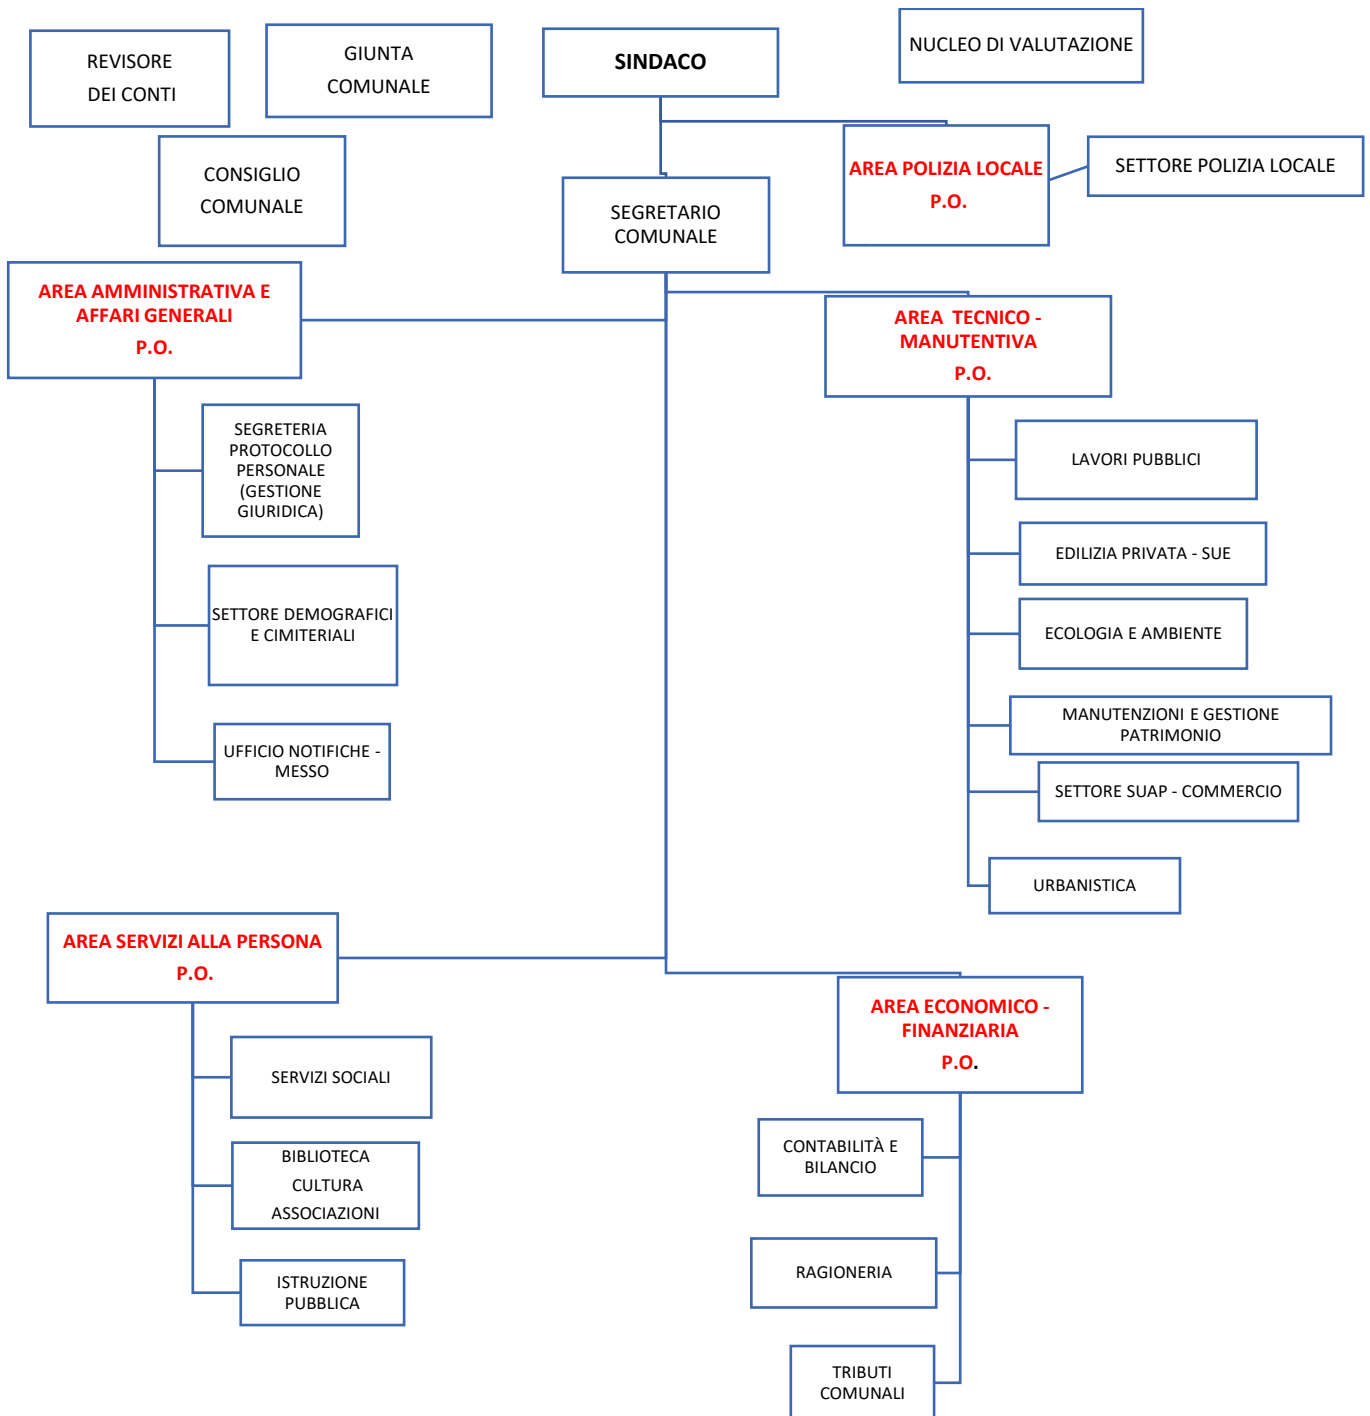 REVISORE
DEI CONTI
GIUNTA
COMUNALE
SINDACO
NUCLEO DI VALUTAZIONE
CONSIGLIO
COMUNALE
SEGRETARIO
COMUNALE
AREA POLIZIA LOCALE
P.O.
SETTORE POLIZIA LOCALE
AREA AMMINISTRATIVA E
AFFARI GENERALI
P.O.
SEGRETERIA
PROTOCOLLO
PERSONALE
(GESTIONE
GIURIDICA)
SETTORE DEMOGRAFICI
E CIMITERIALI
UFFICIO NOTIFICHE -
MESSO
AREA TECNICO -
MANUTENTIVA
P.O.
LAVORI PUBBLICI
EDILIZIA PRIVATA - SUE
ECOLOGIA E AMBIENTE
MANUTENZIONI E GESTIONE
PATRIMONIO
SETTORE SUAP - COMMERCIO
URBANISTICA
AREA SERVIZI ALLA PERSONA
P.O.
SERVIZI SOCIALI
BIBLIOTECA
CULTURA
ASSOCIAZIONI
ISTRUZIONE
PUBBLICA
AREA ECONOMICO -
FINANZIARIA
P.O.
CONTABILITÀ E
BILANCIO
RAGIONERIA
TRIBUTI
COMUNALI